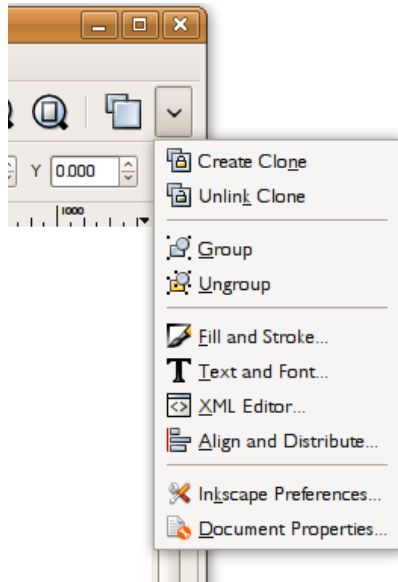 Y 0.000
1000
Create Clone
Unlink Clone
Group
Ungroup
Fill and Stroke...
Text and Font...
XML Editor...
Align and Distribute...
Inkscape Preferences...
Document Properties...